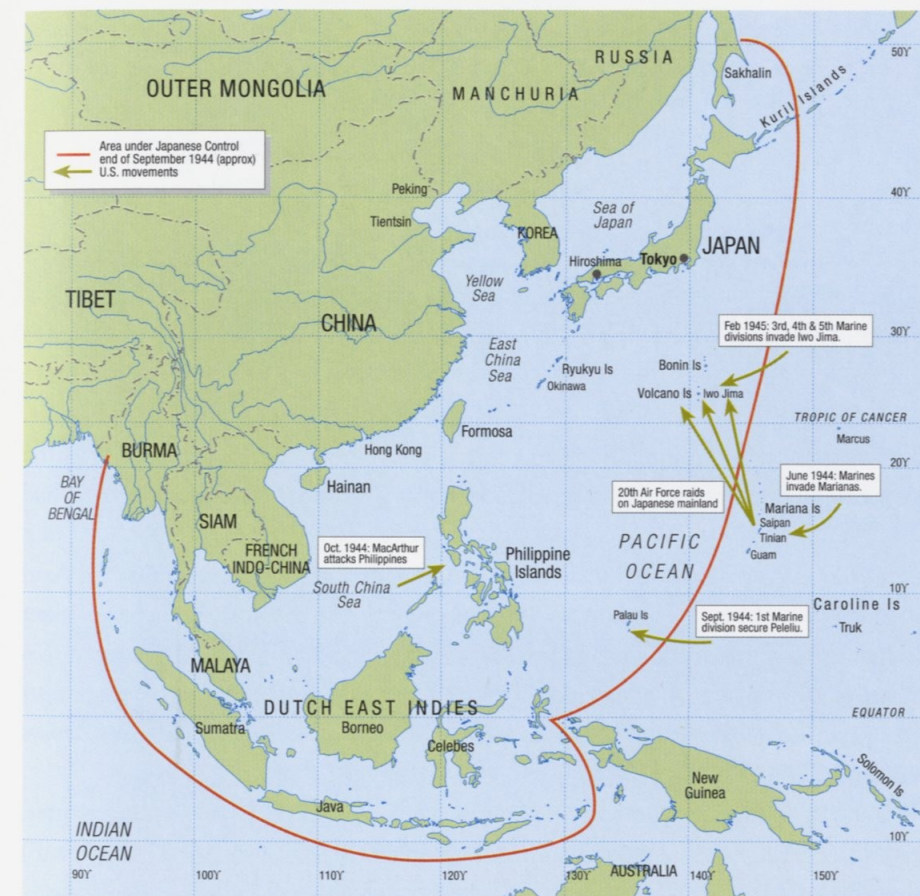 RUSSIA
50°
Sakhalin
OUTER MONGOLIA
MANCHURIA
Kuril Islands
Area under Japanese Control
end of September 1944 (approx)
U.S. movements
Peking
40°
Tientsin
Sea of
Japan
KOREA
JAPAN
Hiroshima
Tokyo
Yellow
Sea
TIBET
CHINA
Feb 1945: 3rd, 4th & 5th Marine
divisions invade Iwo Jima.
30°
East
China
Sea
Ryukyu Is
Okinawa
Bonin Is
Volcano Is
Iwo Jima
TROPIC OF CANCER
Marcus
Formosa
BURMA
Hong Kong
20°
BAY
OF
BENGAL
Hainan
20th Air Force raids
on Japanese mainland
June 1944: Marines
invade Marianas.
Mariana Is
Saipan
Tinian
Guam
SIAM
FRENCH
INDO-CHINA
Oct. 1944: MacArthur
attacks Philippines
Philippine
Islands
PACIFIC
OCEAN
South China
Sea
10°
Caroline Is
Palau Is
Sept. 1944: 1st Marine
division secure Peleliu.
Truk
MALAYA
DUTCH EAST INDIES
Sumatra
Borneo
Celebes
EQUATOR
New
Guinea
Solomon Is
Java
INDIAN
OCEAN
10°
AUSTRALIA
90°
100°
110°
120°
130°
140°
150°